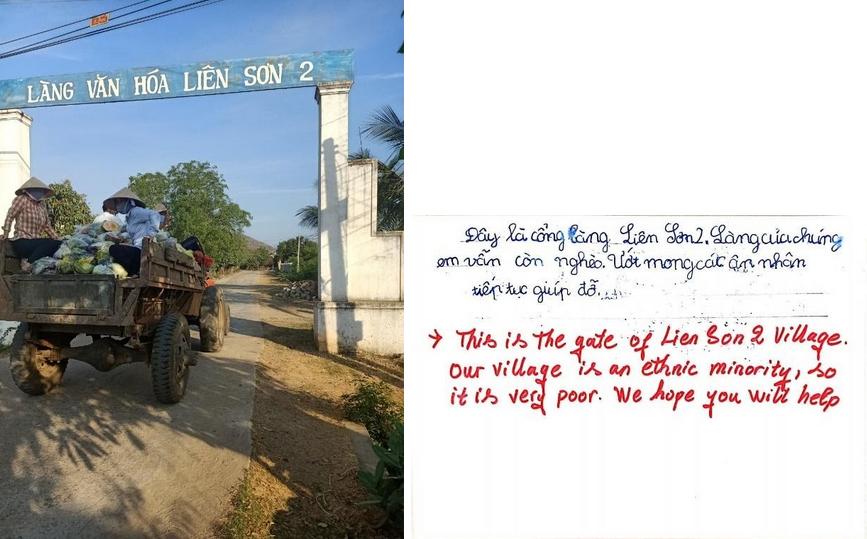 LÀNG VĂN HÓA LIÊN SƠN 2
Đây là cổng làng Liên Sơn 2. Làng của chúng
em vẫn còn nghèo. Ước mong các ân nhân
tiếp tục giúp đỡ...
→ This is the gate of Lien Son 2 Village.
Our village is an ethnic minority, so
it is very poor. We hope you will help